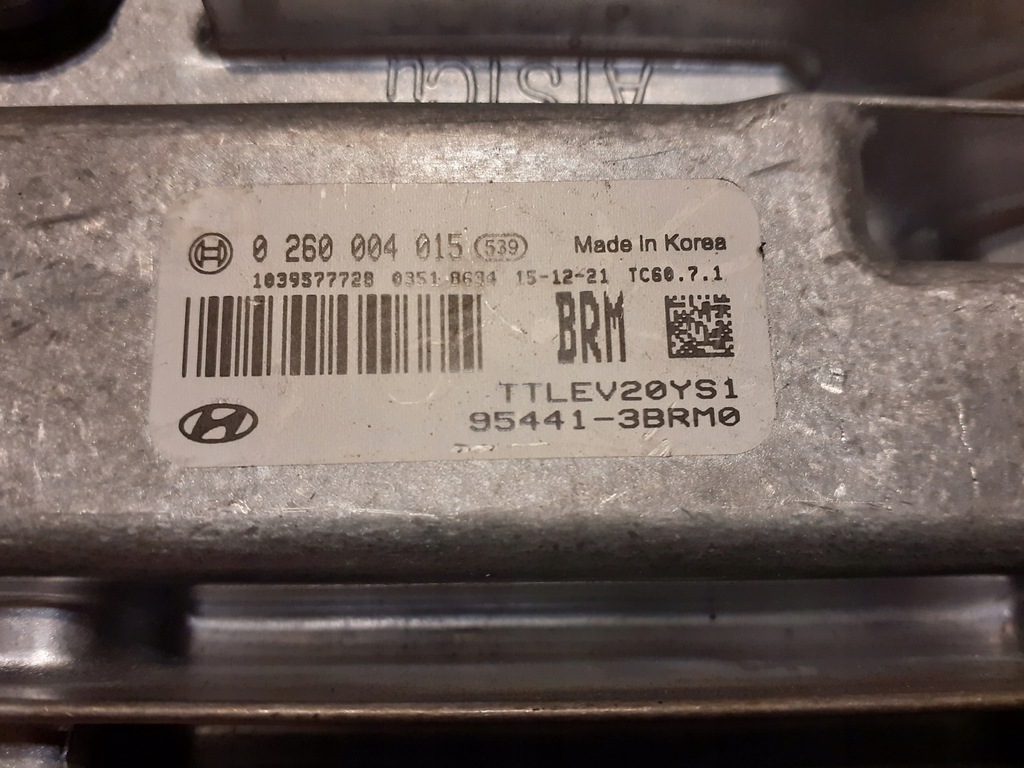 0 260 004 015 539 Made In Korea
1039577728 0351 8634 15-12-21 TC60.7.1
BRM
TTLEV20YS1
95441-3BRM0